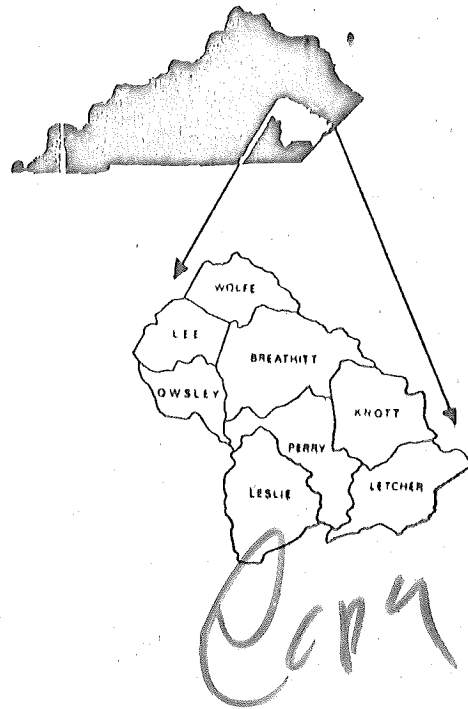 WOLFE
LEE
BREATHITT
OWSLEY
KNOTT
PERRY
LESLIE
LETCHER
Copy